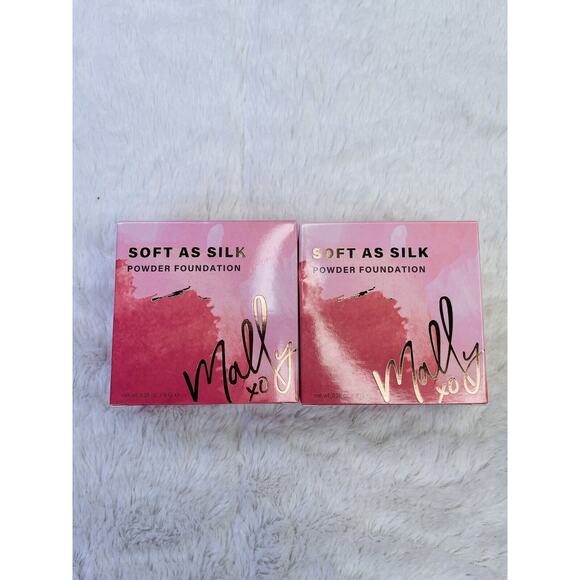 SOFT AS SILK
POWDER FOUNDATION
Mally
xo
SOFT AS SILK
POWDER FOUNDATION
Mally
xo